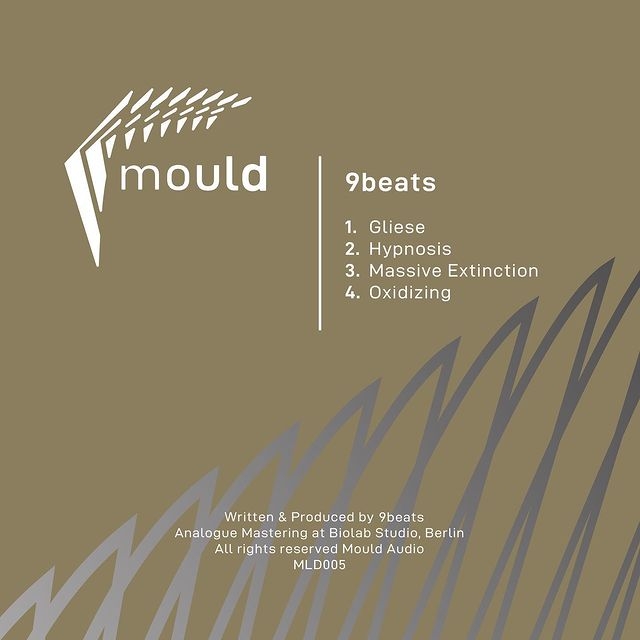 mould
9beats
1. Gliese
2. Hypnosis
3. Massive Extinction
4. Oxidizing
Written & Produced by 9beats
Analogue Mastering at Biolab Studio, Berlin
All rights reserved Mould Audio
MLD005